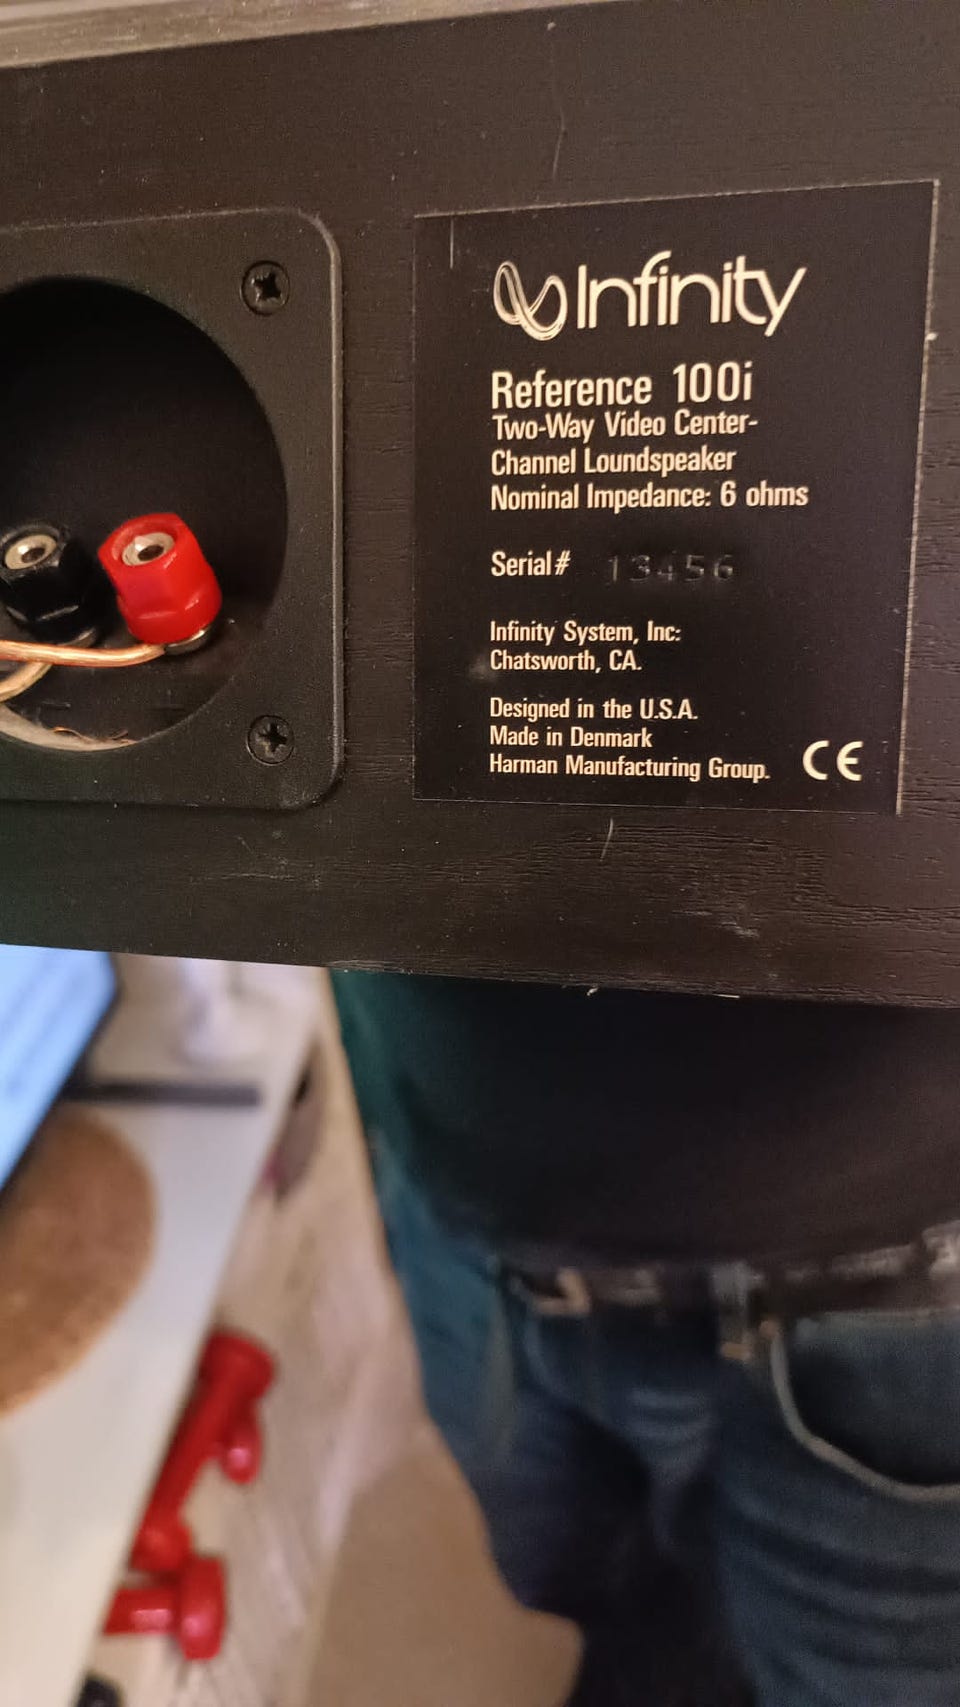 Infinity
Reference 100i
Two-Way Video Center-
Channel Loundspeaker
Nominal Impedance: 6 ohms
Serial# 13456
Infinity System, Inc:
Chatsworth, CA.
Designed in the U.S.A.
Made in Denmark
Harman Manufacturing Group. CE